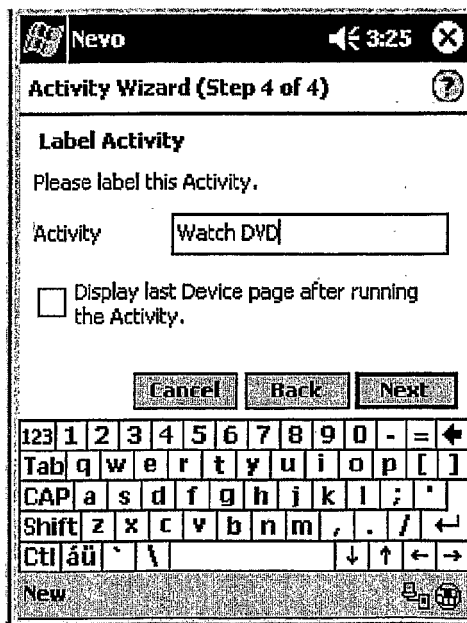 Nevo 3:25
Activity Wizard (Step 4 of 4) ?
Label Activity
Please label this Activity.
Activity Watch DVD
Display last Device page after running
the Activity.
Cancel Back Next
123 1 2 3 4 5 6 7 8 9 0 - = ←
Tab q w e r t y u i o p [ ]
CAP a s d f g h j k l ; '
Shift z x c v b n m , . / ↵
Ctl áü ` \ ↓ ↑ ← →
New